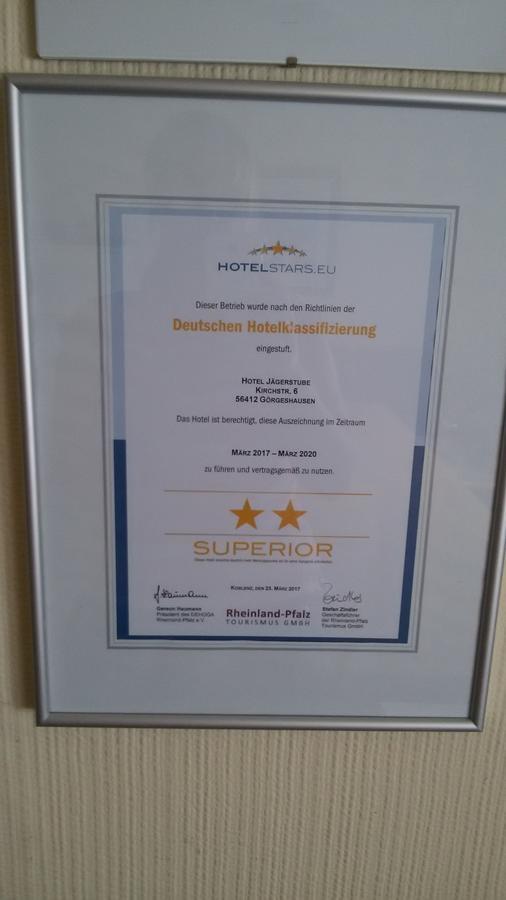 HOTELSTARS.EU
Dieser Betrieb wurde nach den Richtlinien der
Deutschen Hotelklassifizierung
eingestuft.
HOTEL JÄGERSTUBE
KIRCHSTR. 6
56412 GÖRGESHAUSEN
Das Hotel ist berechtigt, diese Auszeichnung im Zeitraum
MÄRZ 2017 – MÄRZ 2020
zu führen und vertragsgemäß zu nutzen.
SUPERIOR
KOBLENZ, DEN 23. MÄRZ 2017
Gereon Haumann
Präsident des DEHOGA
Rheinland-Pfalz e.V.
Rheinland-Pfalz
TOURISMUS GMBH
Stefan Zindler
Geschäftsführer
der Rheinland-Pfalz
Tourismus GmbH